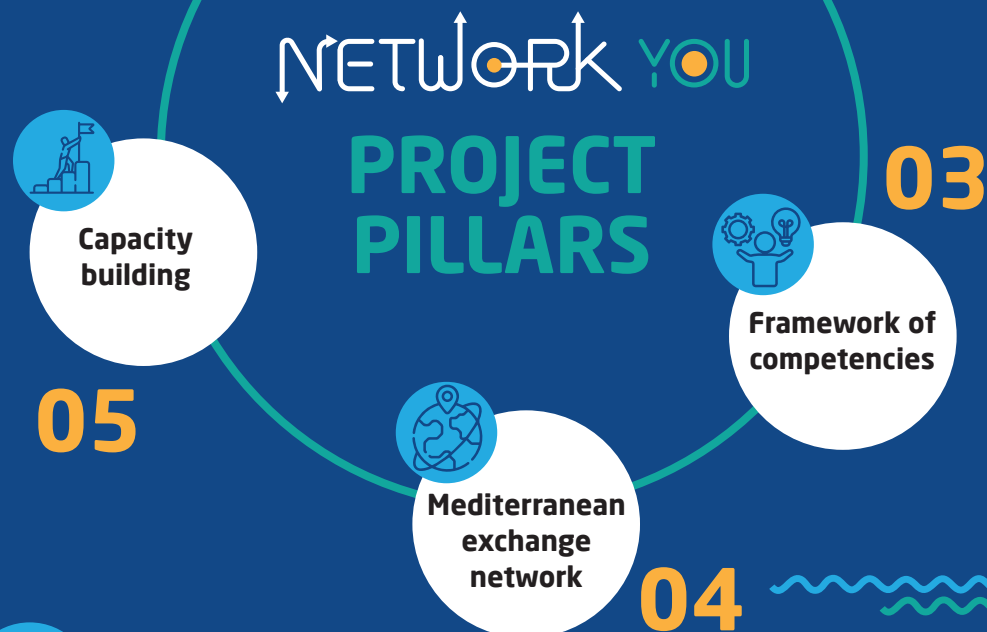 NETWORK YOU
PROJECT
PILLARS
03
Framework of
competencies
Mediterranean
exchange
network
04
Capacity
building
05